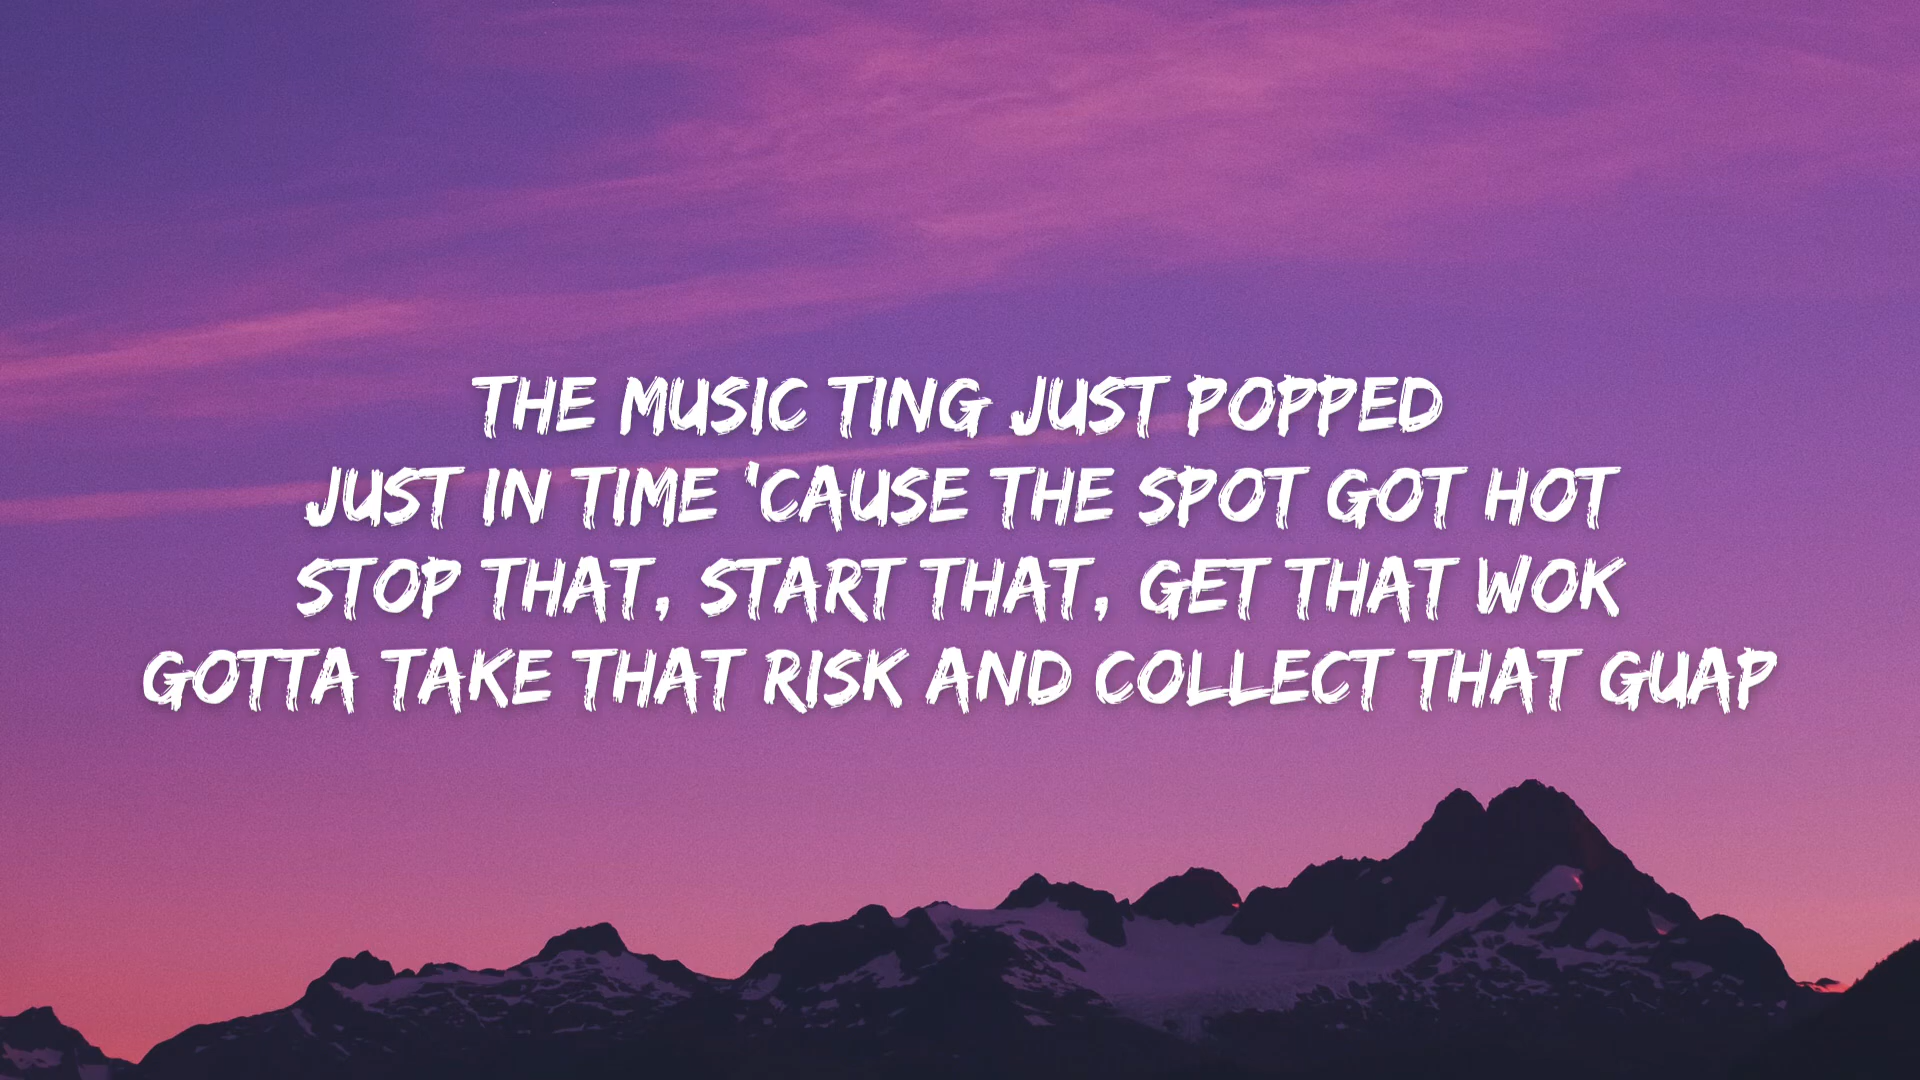 THE MUSIC TING JUST POPPED
JUST IN TIME 'CAUSE THE SPOT GOT HOT
STOP THAT, START THAT, GET THAT WOK
GOTTA TAKE THAT RISK AND COLLECT THAT GUAP